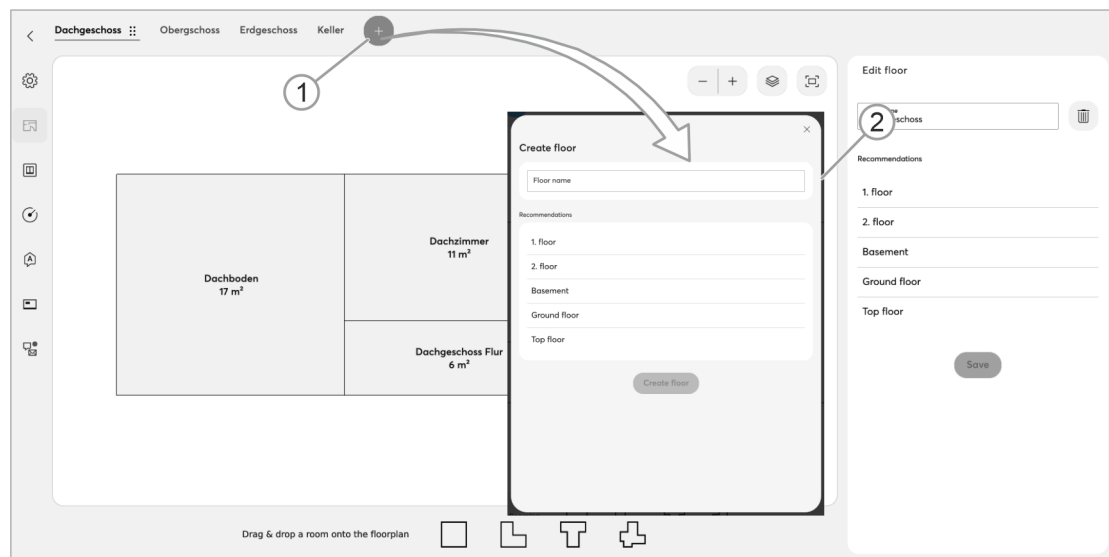 Dachgeschoss
Obergschoss
Erdgeschoss
Keller
+
1
− +
Edit floor
2
schoss
Recommendations
1. floor
2. floor
Basement
Ground floor
Top floor
Save
Create floor
Floor name
Recommendations
1. floor
2. floor
Basement
Ground floor
Top floor
Create floor
Dachboden
17 m²
Dachzimmer
11 m²
Dachgeschoss Flur
6 m²
A
Drag & drop a room onto the floorplan